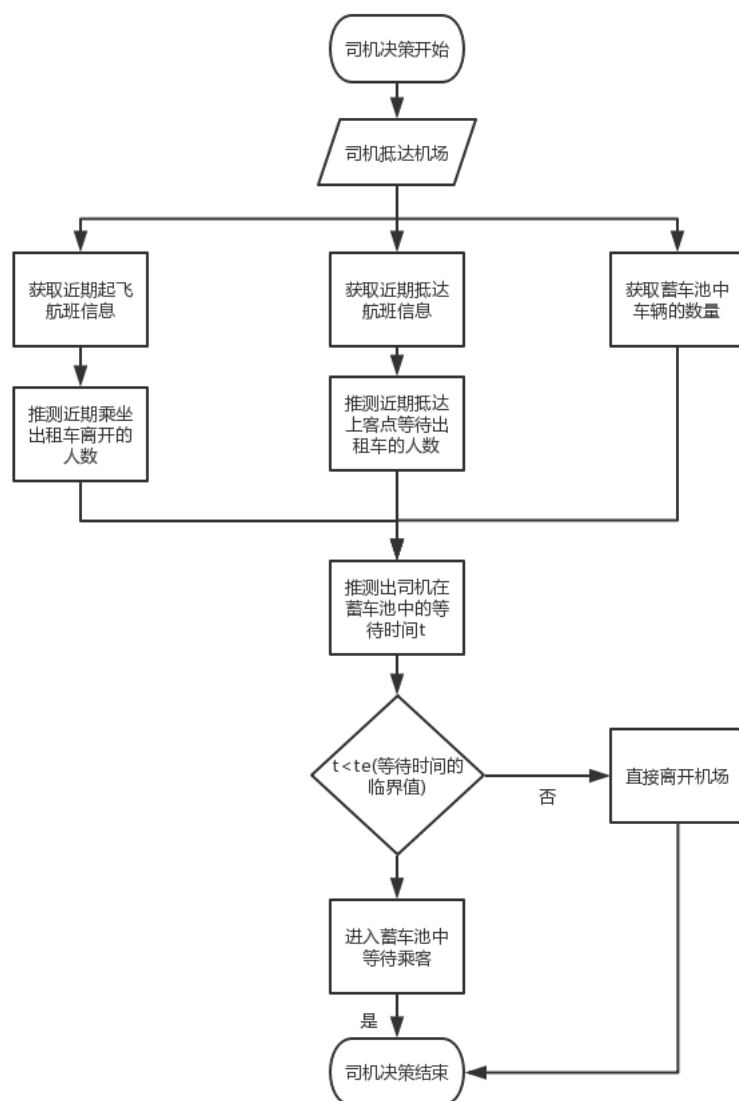 司机决策开始
司机抵达机场
获取近期起飞
航班信息
获取近期抵达
航班信息
获取蓄车池中
车辆的数量
推测近期乘坐
出租车离开的
人数
推测近期抵达
上客点等待出
租车的人数
推测出司机在
蓄车池中的等
待时间t
t<te(等待时间的
临界值)
否
直接离开机场
进入蓄车池中
等待乘客
是
司机决策结束